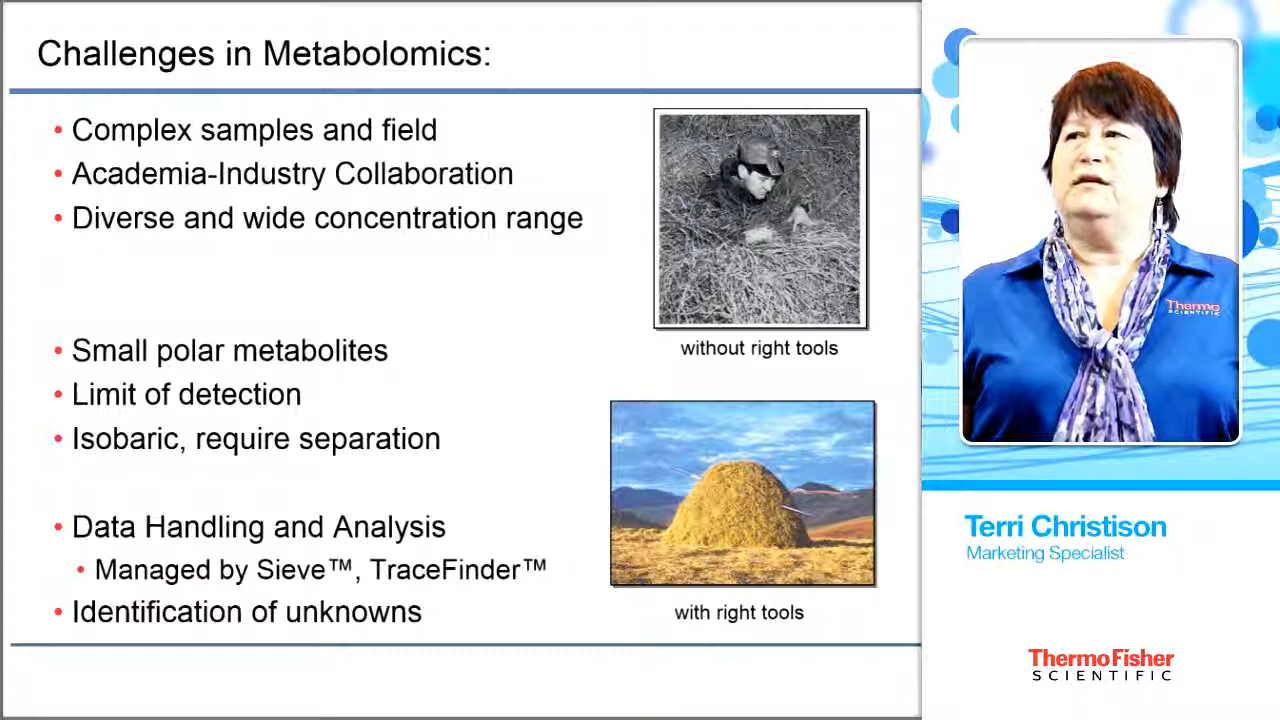 Challenges in Metabolomics:
• Complex samples and field
• Academia-Industry Collaboration
• Diverse and wide concentration range
without right tools
• Small polar metabolites
• Limit of detection
• Isobaric, require separation
• Data Handling and Analysis
• Managed by Sieve™, TraceFinder™
• Identification of unknowns
with right tools
Thermo
SCIENTIFIC
Terri Christison
Marketing Specialist
ThermoFisher
SCIENTIFIC